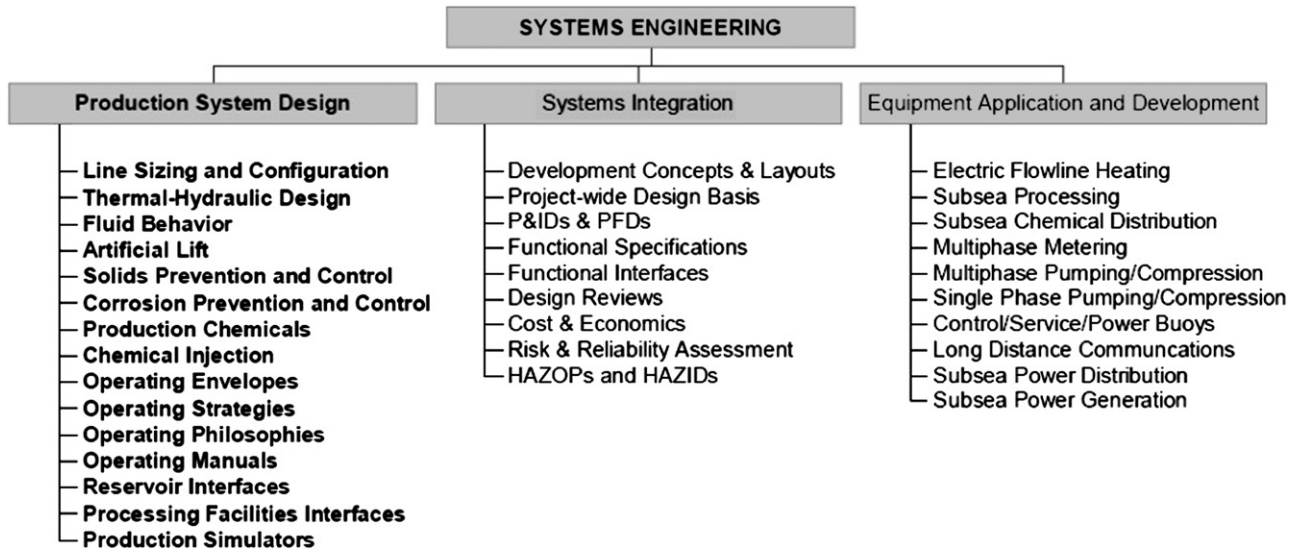 SYSTEMS ENGINEERING
Production System Design
Line Sizing and Configuration
Thermal-Hydraulic Design
Fluid Behavior
Artificial Lift
Solids Prevention and Control
Corrosion Prevention and Control
Production Chemicals
Chemical Injection
Operating Envelopes
Operating Strategies
Operating Philosophies
Operating Manuals
Reservoir Interfaces
Processing Facilities Interfaces
Production Simulators
Systems Integration
Development Concepts & Layouts
Project-wide Design Basis
P&IDs & PFDs
Functional Specifications
Functional Interfaces
Design Reviews
Cost & Economics
Risk & Reliability Assessment
HAZOPs and HAZIDs
Equipment Application and Development
Electric Flowline Heating
Subsea Processing
Subsea Chemical Distribution
Multiphase Metering
Multiphase Pumping/Compression
Single Phase Pumping/Compression
Control/Service/Power Buoys
Long Distance Communcations
Subsea Power Distribution
Subsea Power Generation